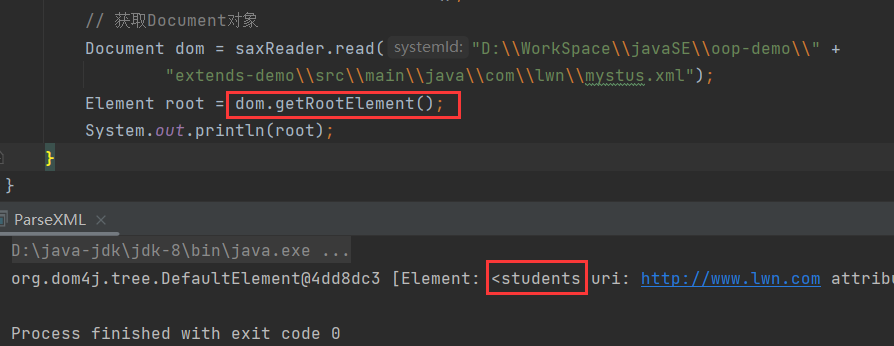 // 获取Document对象
Document dom = saxReader.read( systemId: "D:\\WorkSpace\\javaSE\\oop-demo\\" +
"extends-demo\\src\\main\\java\\com\\lwn\\mystus.xml");
Element root = dom.getRootElement();
System.out.println(root);
}
}
ParseXML ×
D:\java-jdk\jdk-8\bin\java.exe ...
org.dom4j.tree.DefaultElement@4dd8dc3 [Element: <students uri: http://www.lwn.com attribu
Process finished with exit code 0